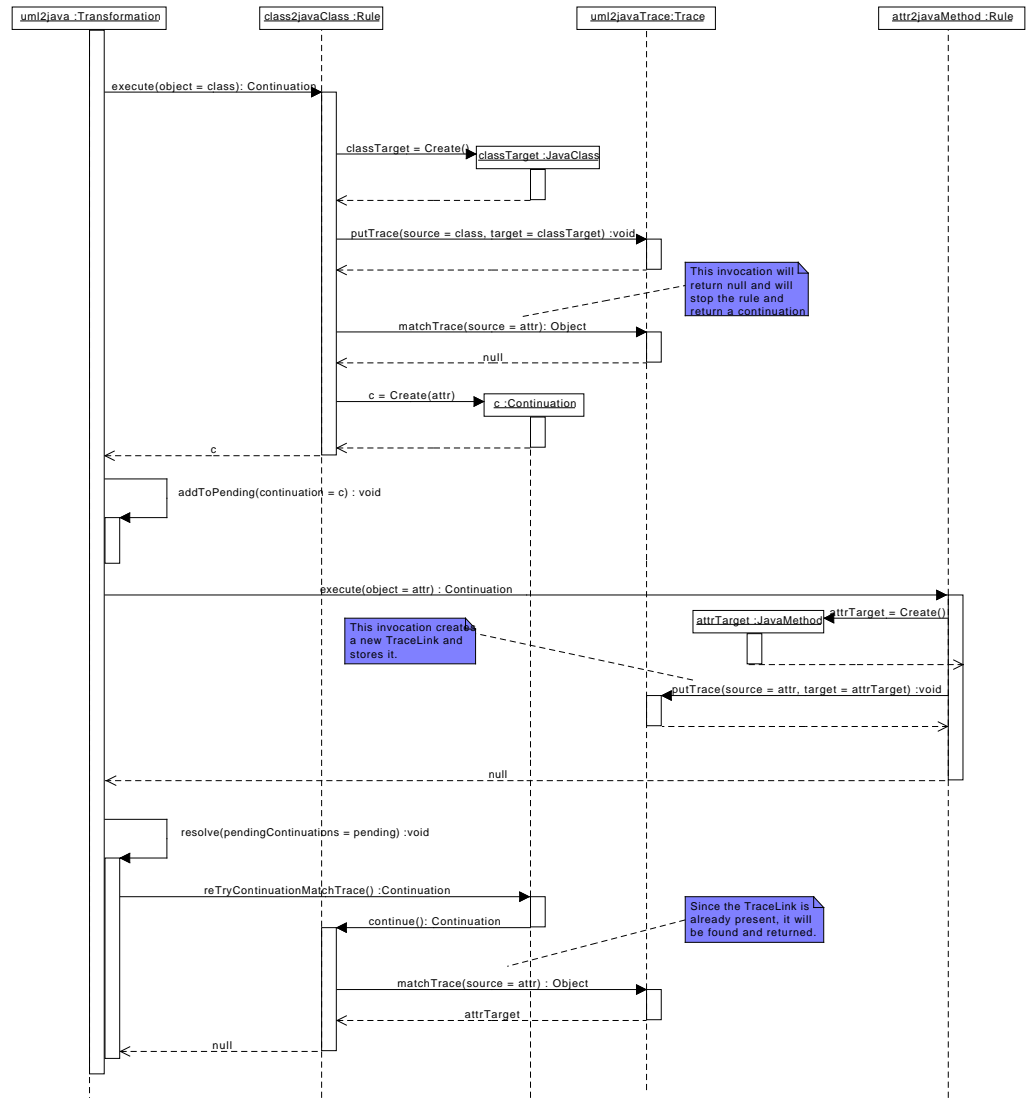 uml2java :Transformation
class2javaClass :Rule
uml2javaTrace:Trace
attr2javaMethod :Rule
execute(object = class): Continuation
classTarget = Create()
classTarget :JavaClass
putTrace(source = class, target = classTarget) :void
This invocation will
return null and will
stop the rule and
return a continuation
matchTrace(source = attr): Object
null
c = Create(attr)
c :Continuation
c
addToPending(continuation = c) : void
execute(object = attr) : Continuation
attrTarget = Create()
attrTarget :JavaMethod
This invocation creates
a new TraceLink and
stores it.
putTrace(source = attr, target = attrTarget) :void
null
resolve(pendingContinuations = pending) :void
reTryContinuationMatchTrace() :Continuation
Since the TraceLink is
already present, it will
be found and returned.
continue(): Continuation
matchTrace(source = attr) : Object
attrTarget
null